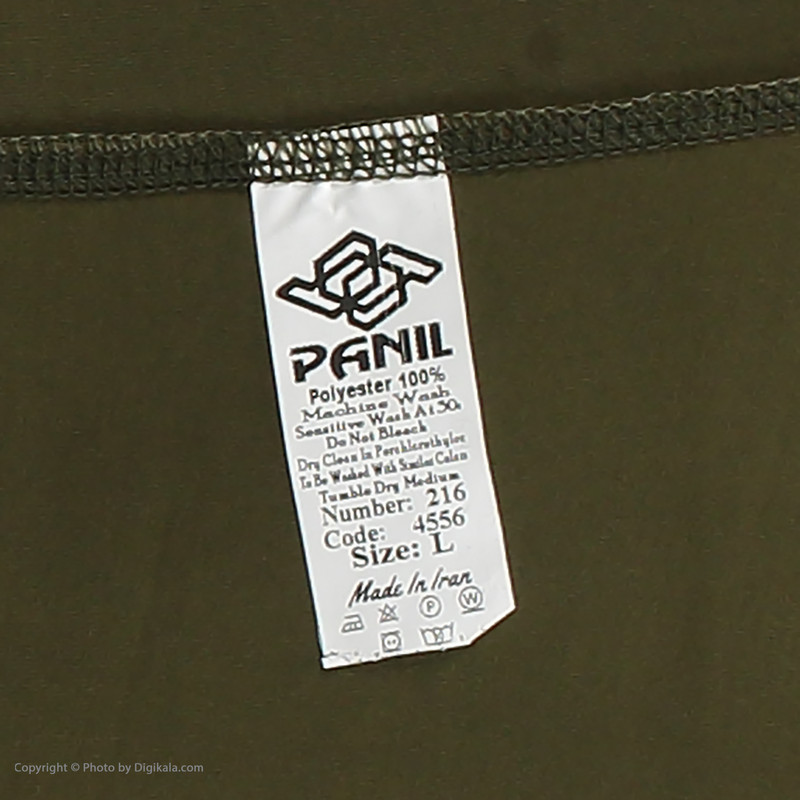 PANIL
Polyester 100%
Machine Wash
Sensitive Wash At 30
Do Not Bleach
Dry Clean In Perchlorethylen
To Be Washed With Similar Colors
Tumble Dry Medium
Number: 216
Code: 4556
Size: L
Made In Iran
P W
Copyright © Photo by Digikala.com